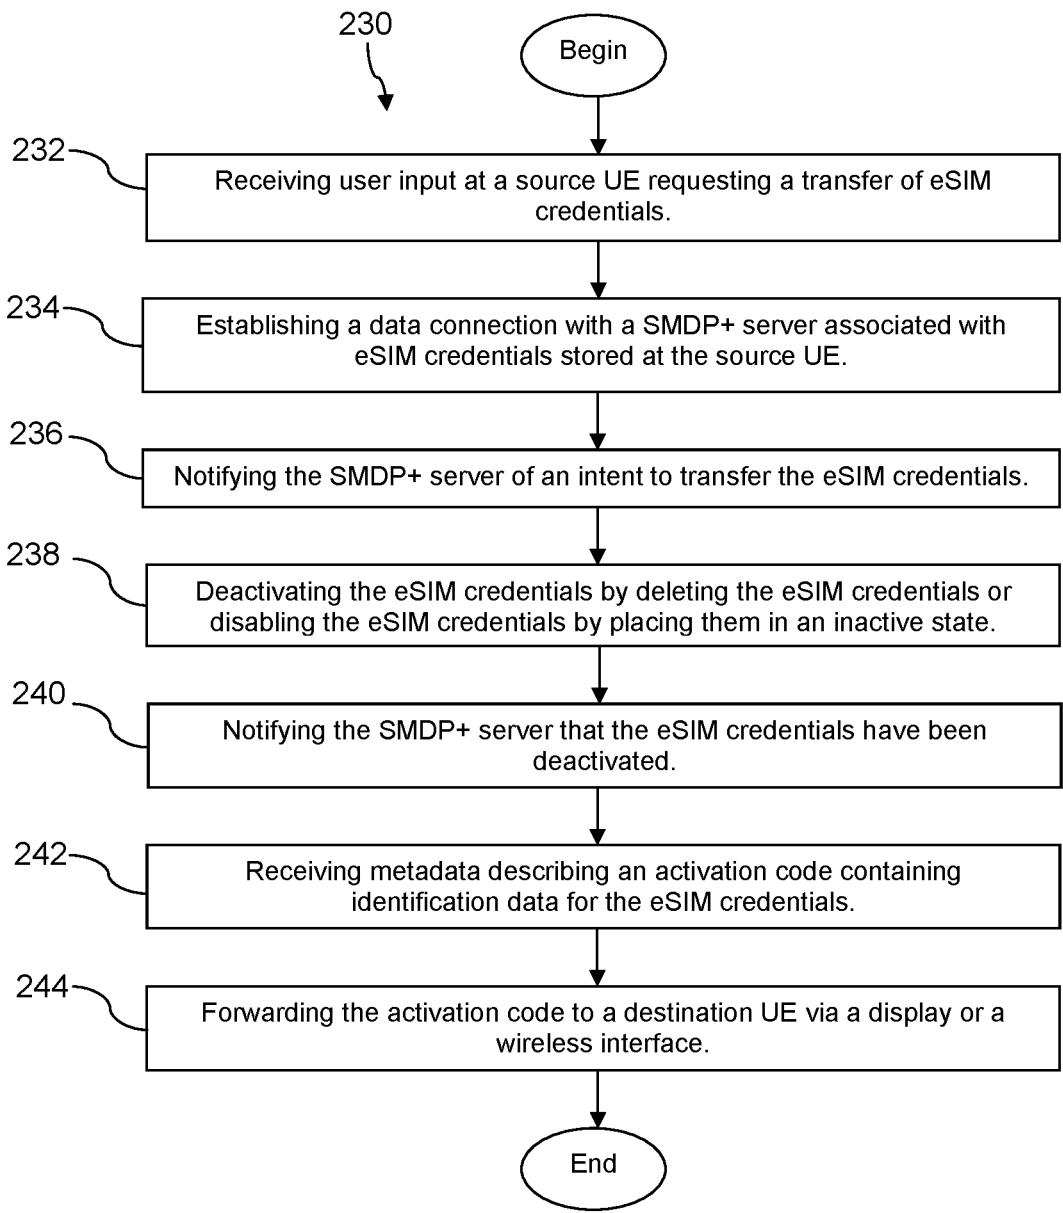 230
Begin
232
Receiving user input at a source UE requesting a transfer of eSIM
credentials.
234
Establishing a data connection with a SMDP+ server associated with
eSIM credentials stored at the source UE.
236
Notifying the SMDP+ server of an intent to transfer the eSIM credentials.
238
Deactivating the eSIM credentials by deleting the eSIM credentials or
disabling the eSIM credentials by placing them in an inactive state.
240
Notifying the SMDP+ server that the eSIM credentials have been
deactivated.
242
Receiving metadata describing an activation code containing
identification data for the eSIM credentials.
244
Forwarding the activation code to a destination UE via a display or a
wireless interface.
End